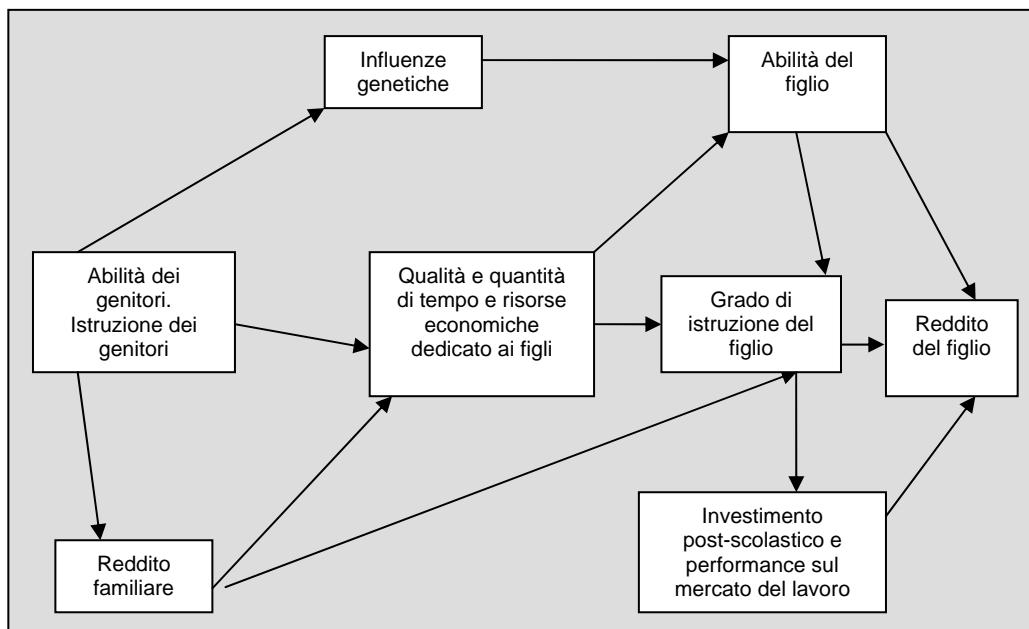 Influenze
genetiche
Abilità del
figlio
Abilità dei
genitori.
Istruzione dei
genitori
Qualità e quantità
di tempo e risorse
economiche
dedicato ai figli
Grado di
istruzione del
figlio
Reddito
del figlio
Reddito
familiare
Investimento
post-scolastico e
performance sul
mercato del lavoro